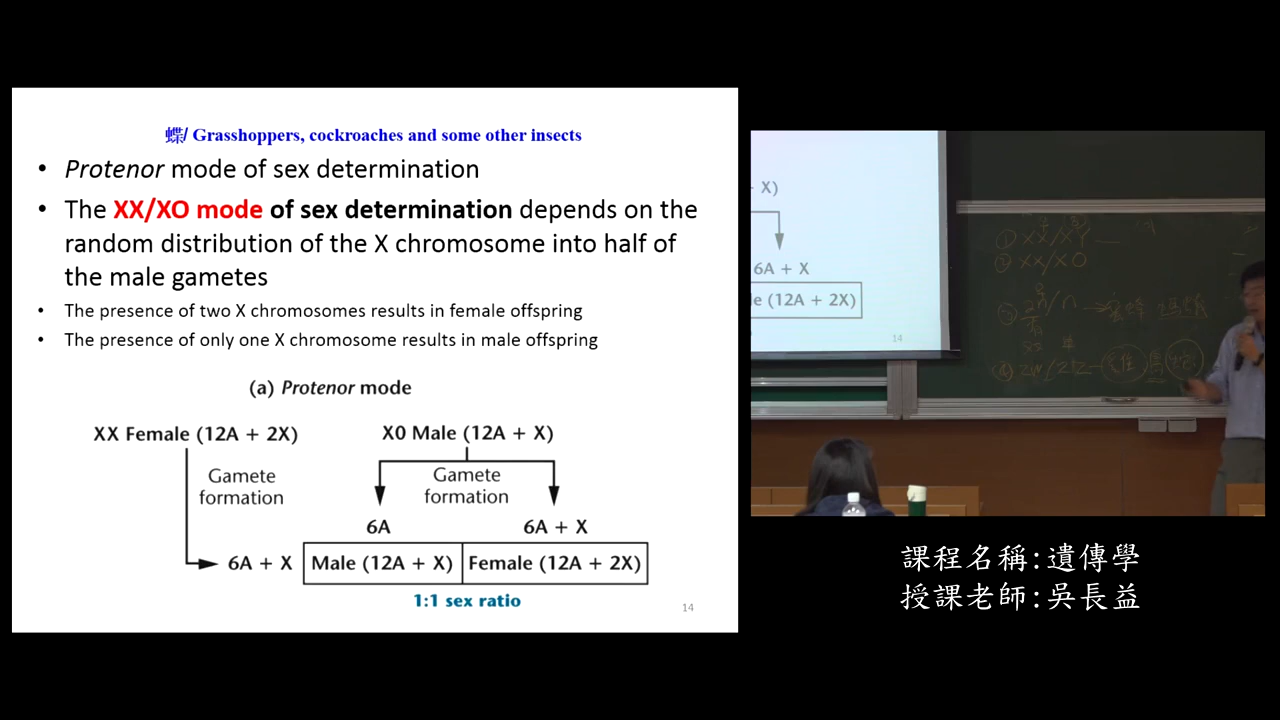 蝶/ Grasshoppers, cockroaches and some other insects
• Protenor mode of sex determination
• The XX/XO mode of sex determination depends on the
random distribution of the X chromosome into half of
the male gametes
• The presence of two X chromosomes results in female offspring
• The presence of only one X chromosome results in male offspring
(a) Protenor mode
XX Female (12A + 2X)
X0 Male (12A + X)
Gamete
formation
Gamete
formation
6A
6A + X
6A + X
Male (12A + X)
Female (12A + 2X)
1:1 sex ratio
14
X)
6A + X
le (12A + 2X)
14
① XX/XY
② XX/XO
課程名稱:遺傳學
授課老師:吳長益